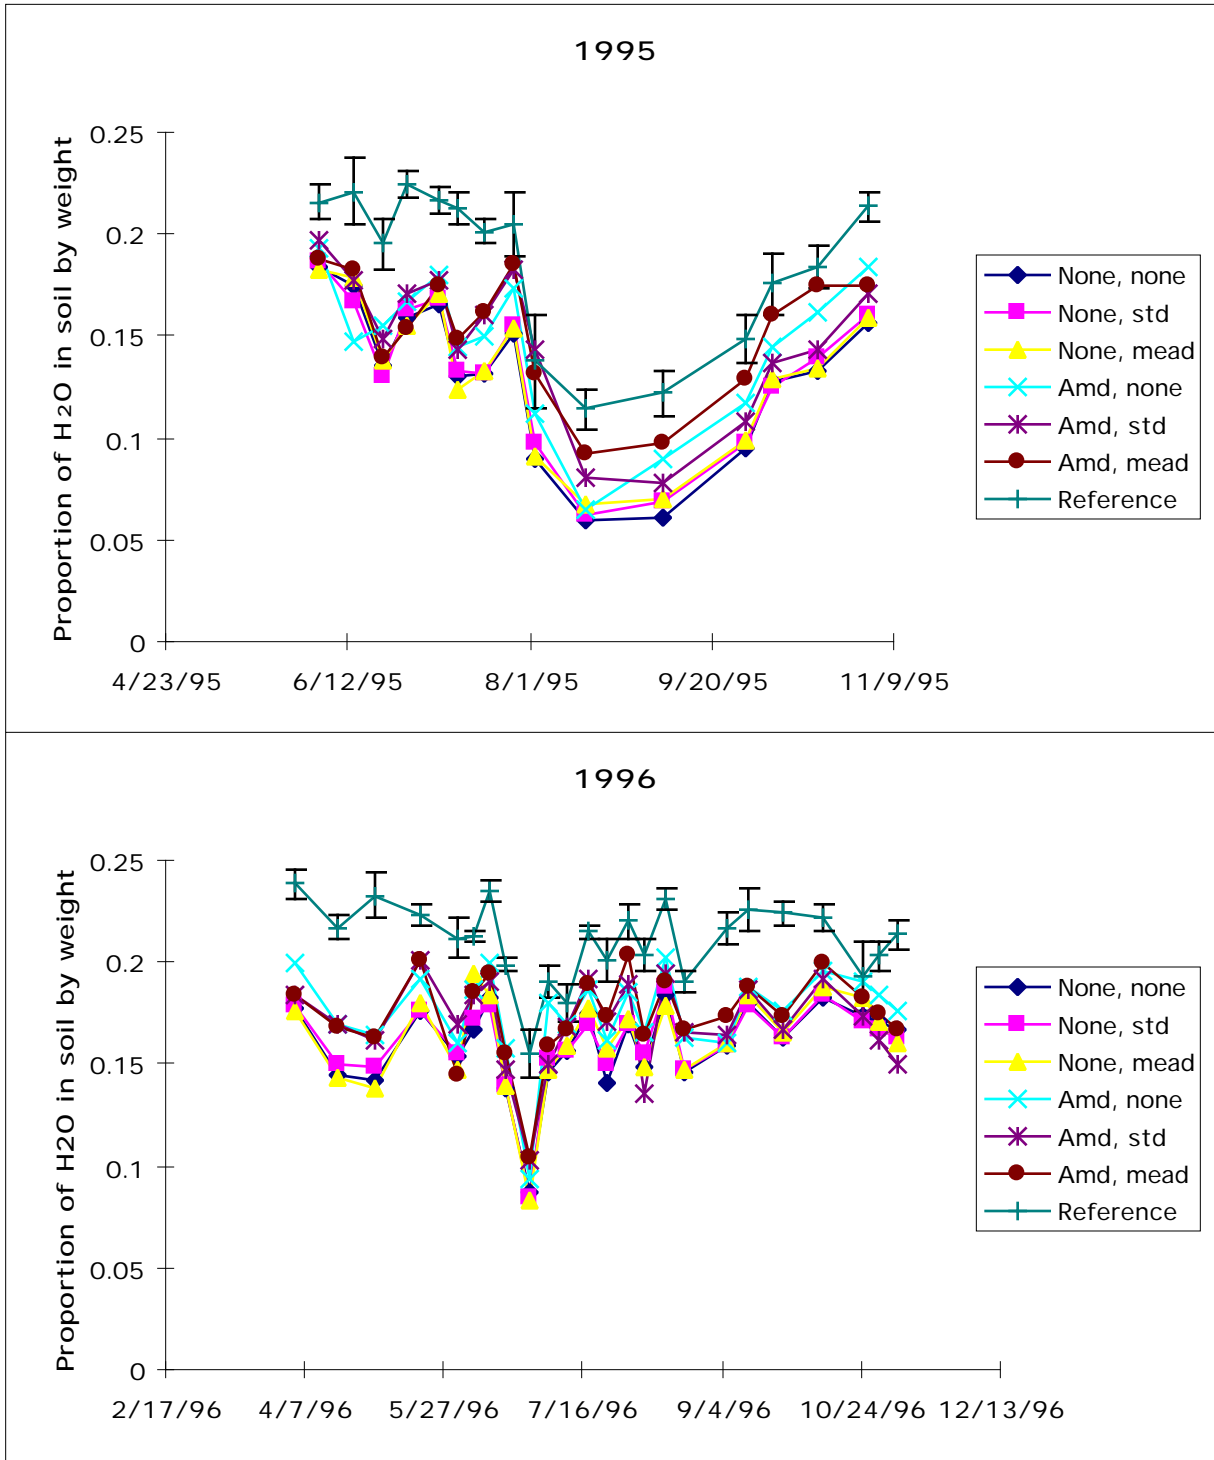 1995
Proportion of H2O in soil by weight
0.25
0.2
0.15
0.1
0.05
0
4/23/95 6/12/95 8/1/95 9/20/95 11/9/95
None, none
None, std
None, mead
Amd, none
Amd, std
Amd, mead
Reference
1996
Proportion of H2O in soil by weight
0.25
0.2
0.15
0.1
0.05
0
2/17/96 4/7/96 5/27/96 7/16/96 9/4/96 10/24/96 12/13/96
None, none
None, std
None, mead
Amd, none
Amd, std
Amd, mead
Reference